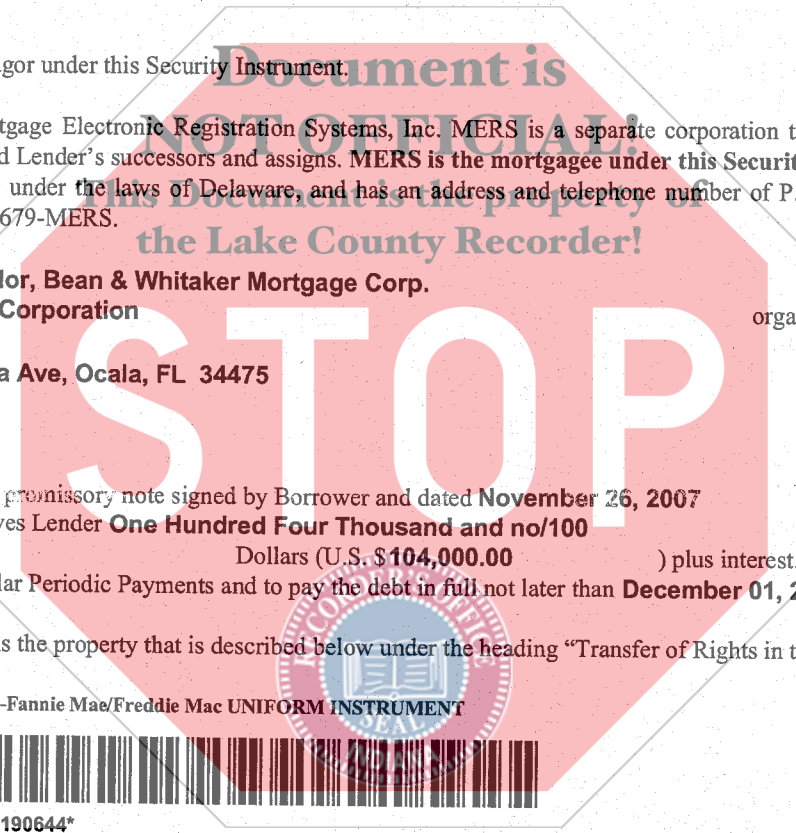 gor under this Security Instrument.
Document is
NOT OFFICIAL!
tgage Electronic Registration Systems, Inc. MERS is a separate corporation t
d Lender's successors and assigns. MERS is the mortgagee under this Securit
under the laws of Delaware, and has an address and telephone number of P.
This Document is the property of
679-MERS.
the Lake County Recorder!
lor, Bean & Whitaker Mortgage Corp.
Corporation
orga
STOP
a Ave, Ocala, FL 34475
promissory note signed by Borrower and dated November 26, 2007
ves Lender One Hundred Four Thousand and no/100
Dollars (U.S. $104,000.00 ) plus interest.
lar Periodic Payments and to pay the debt in full not later than December 01, 2
s the property that is described below under the heading “Transfer of Rights in t
RECORDER'S OFFICE
-Fannie Mae/Freddie Mac UNIFORM INSTRUMENT
SEAL
INDIANA
190644*